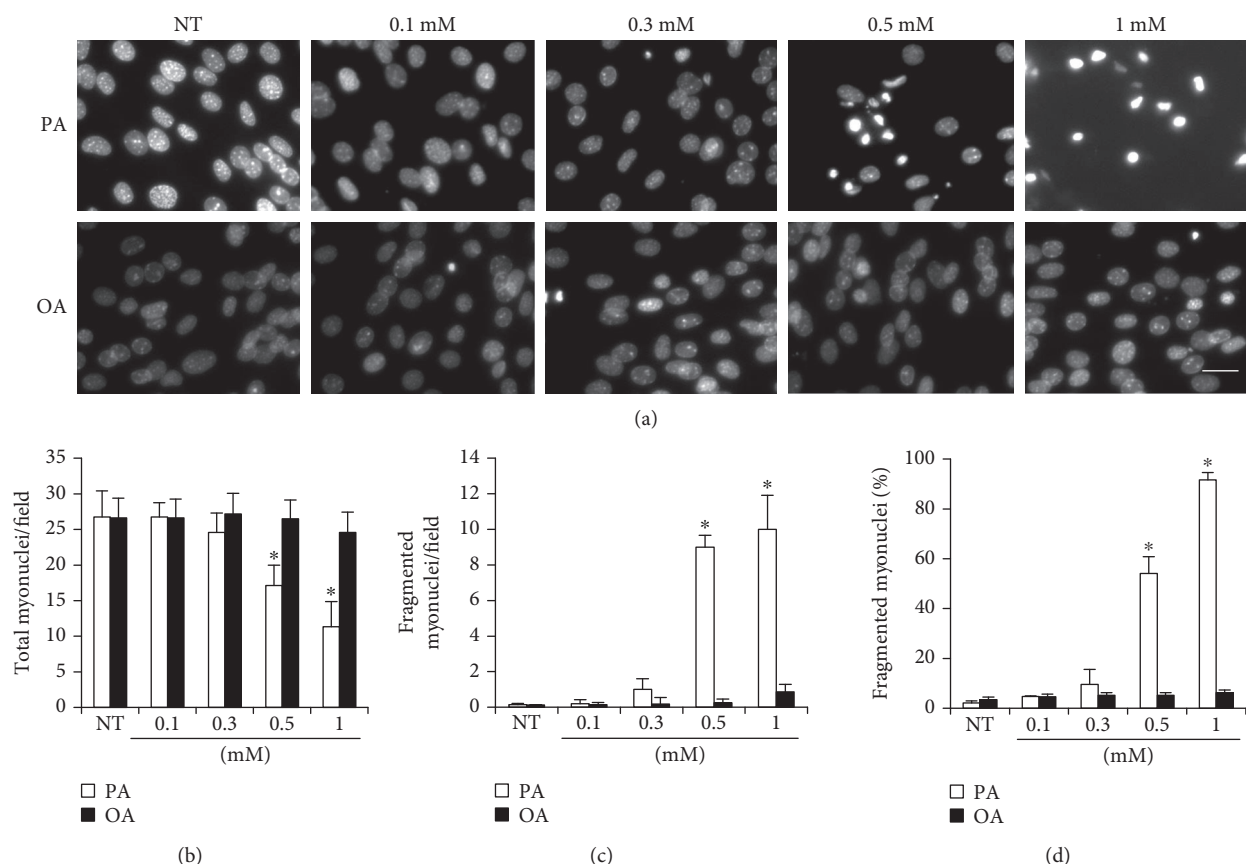 NT 0.1 mM 0.3 mM 0.5 mM 1 mM
PA
OA
(a)
Total myonuclei/field
35
30
25
20
15
10
5
0
*
*
NT 0.1 0.3 0.5 1
(mM)
PA
OA
(b)
Fragmented
myonuclei/field
14
12
10
8
6
4
2
0
*
*
NT 0.1 0.3 0.5 1
(mM)
PA
OA
(c)
Fragmented myonuclei (%)
100
80
60
40
20
0
*
*
NT 0.1 0.3 0.5 1
(mM)
PA
OA
(d)